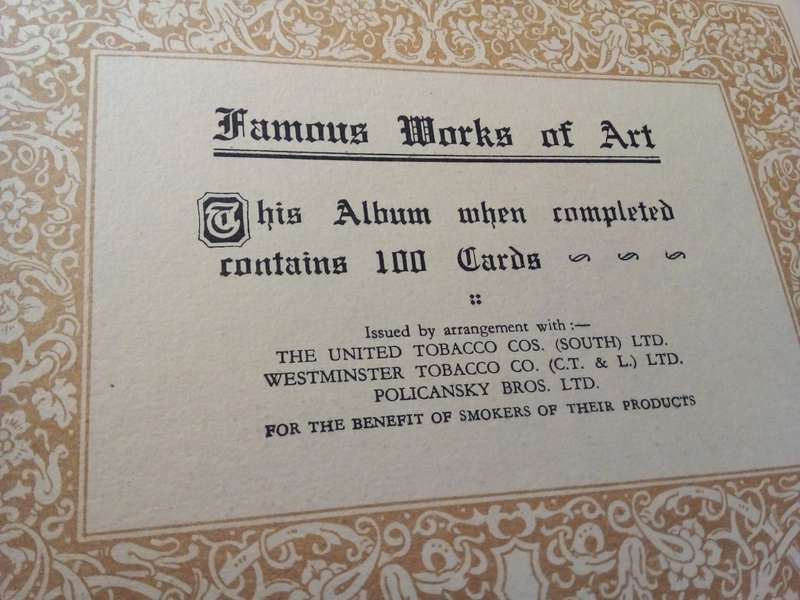 Famous Works of Art
This Album when completed
contains 100 Cards
Issued by arrangement with :—
THE UNITED TOBACCO COS. (SOUTH) LTD.
WESTMINSTER TOBACCO CO. (C.T. & L.) LTD.
POLICANSKY BROS. LTD.
FOR THE BENEFIT OF SMOKERS OF THEIR PRODUCTS